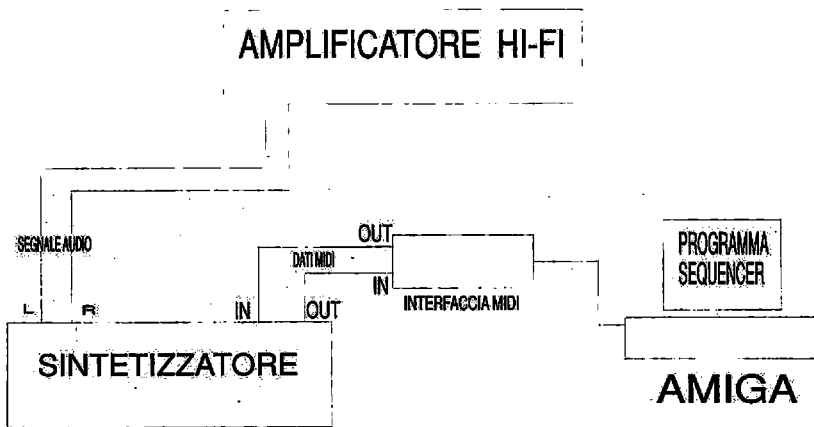 AMPLIFICATORE HI-FI
SEGNALE AUDIO
OUT
DATI MIDI
IN
PROGRAMMA
SEQUENCER
INTERFACCIA MIDI
L
R
IN
OUT
SINTETIZZATORE
AMIGA